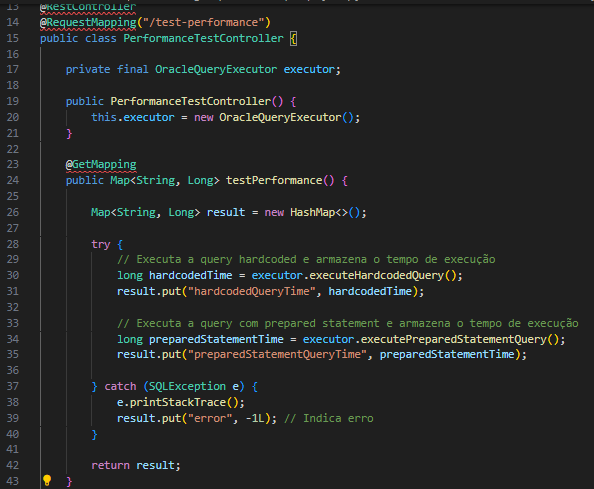 13 @RestController
14 @RequestMapping("/test-performance")
15 public class PerformanceTestController {
16
17     private final OracleQueryExecutor executor;
18
19     public PerformanceTestController() {
20         this.executor = new OracleQueryExecutor();
21     }
22
23     @GetMapping
24     public Map<String, Long> testPerformance() {
25
26         Map<String, Long> result = new HashMap<>();
27
28         try {
29             // Executa a query hardcoded e armazena o tempo de execução
30             long hardcodedTime = executor.executeHardcodedQuery();
31             result.put("hardcodedQueryTime", hardcodedTime);
32
33             // Executa a query com prepared statement e armazena o tempo de execução
34             long preparedStatementTime = executor.executePreparedStatementQuery();
35             result.put("preparedStatementQueryTime", preparedStatementTime);
36
37         } catch (SQLException e) {
38             e.printStackTrace();
39             result.put("error", -1L); // Indica erro
40         }
41
42         return result;
43     }